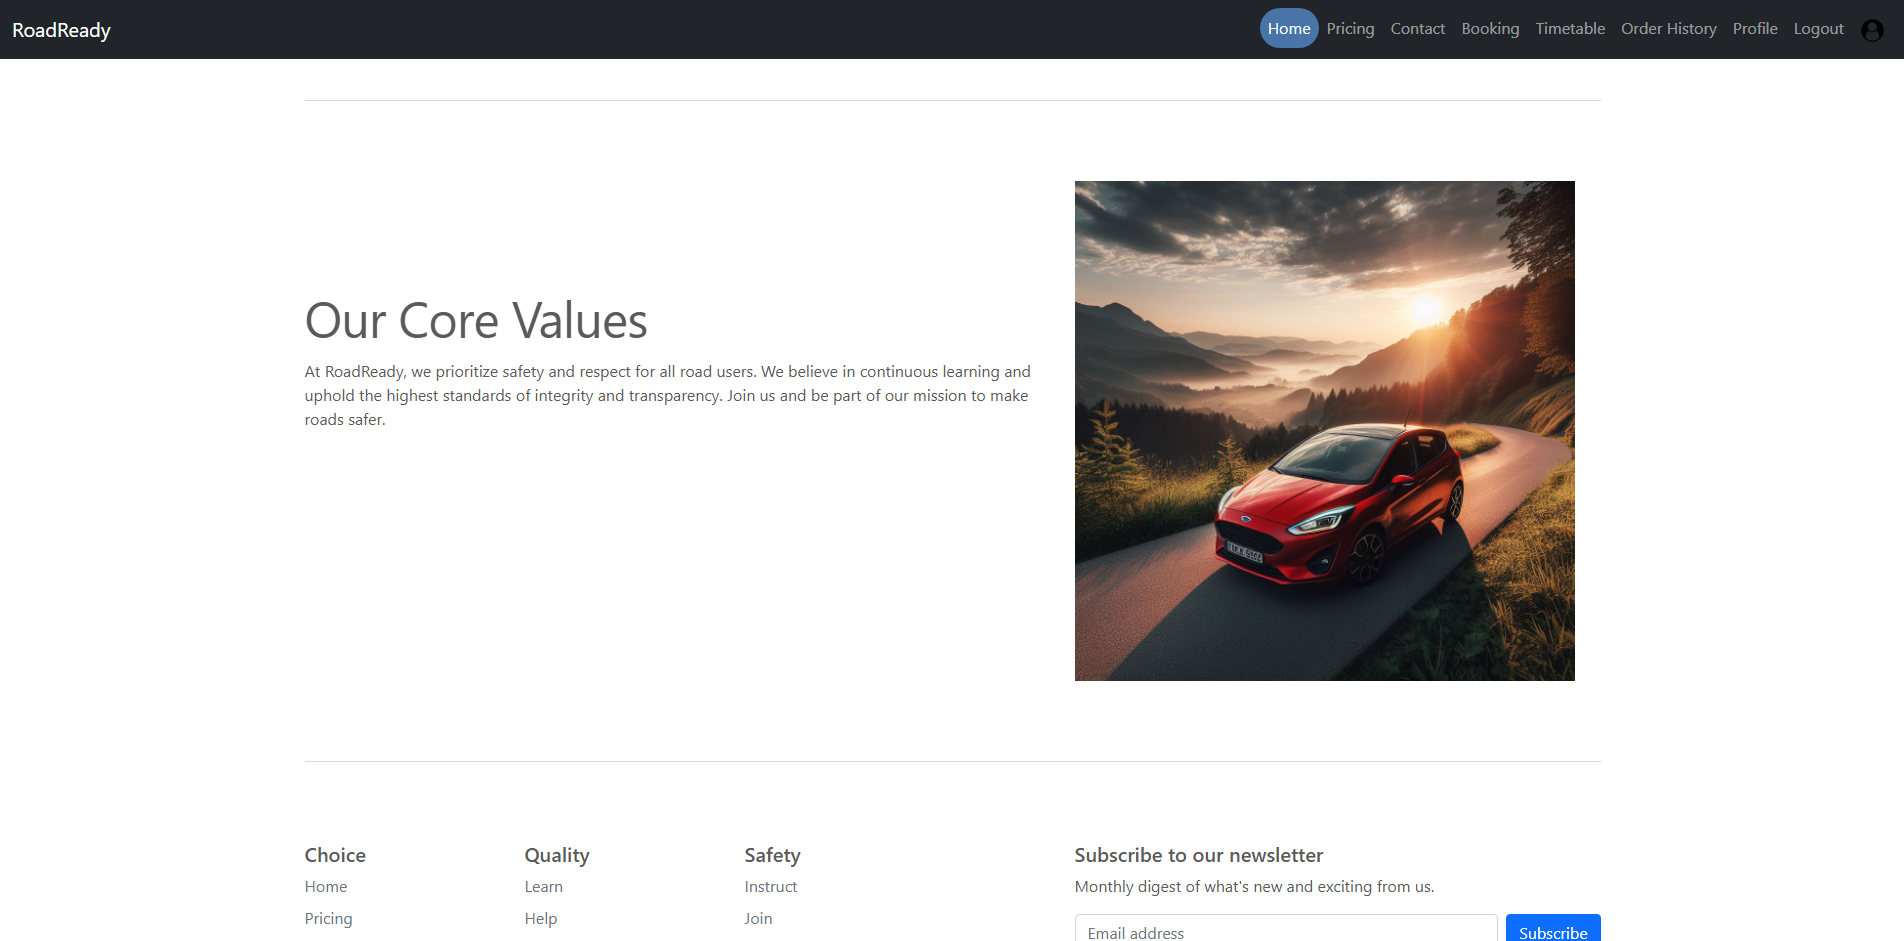 RoadReady
Home Pricing Contact Booking Timetable Order History Profile Logout
Our Core Values
At RoadReady, we prioritize safety and respect for all road users. We believe in continuous learning and
uphold the highest standards of integrity and transparency. Join us and be part of our mission to make
roads safer.
Choice
Home
Pricing
Quality
Learn
Help
Safety
Instruct
Join
Subscribe to our newsletter
Monthly digest of what's new and exciting from us.
Email address
Subscribe